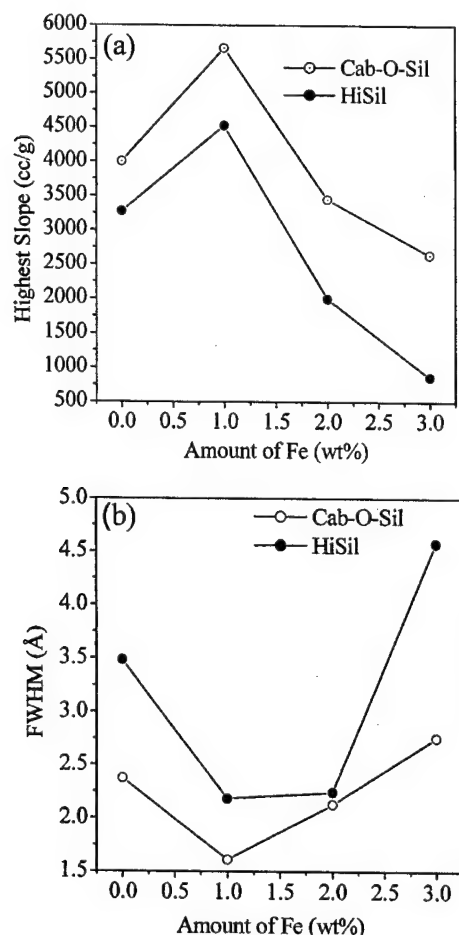 (a)
Cab-O-Sil
HiSil
Highest Slope (cc/g)
6000
5500
5000
4500
4000
3500
3000
2500
2000
1500
1000
500
0.0 0.5 1.0 1.5 2.0 2.5 3.0
Amount of Fe (wt%)
(b)
Cab-O-Sil
HiSil
FWHM (Å)
5.0
4.5
4.0
3.5
3.0
2.5
2.0
1.5
0.0 0.5 1.0 1.5 2.0 2.5 3.0
Amount of Fe (wt%)